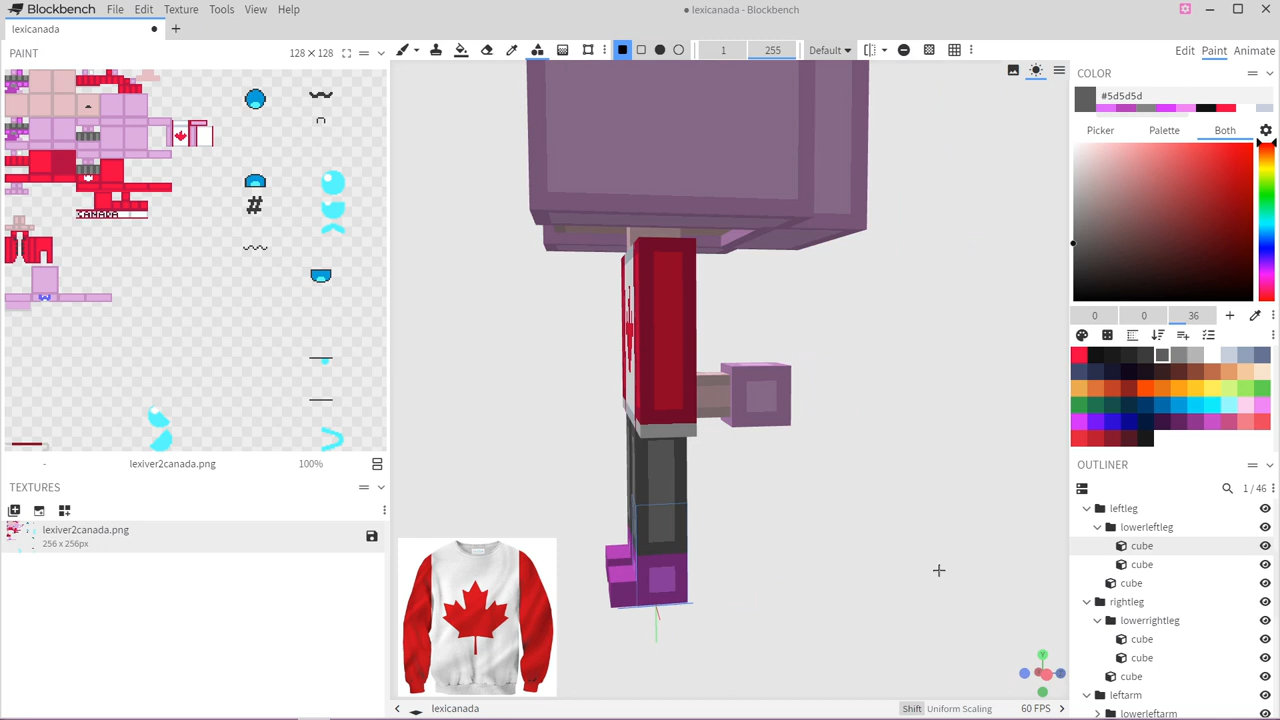 Blockbench File Edit Texture Tools View Help
lexicanada - Blockbench
lexicanada
PAINT
128 × 128
1
255
Default
Edit Paint Animate
COLOR
#5d5d5d
Picker Palette Both
0 0 36
CANADA
#
-
lexiver2canada.png
100%
TEXTURES
lexiver2canada.png
256 x 256px
OUTLINER
1 / 46
leftleg
lowerleftleg
cube
cube
cube
rightleg
lowerrightleg
cube
cube
cube
leftarm
lowerleftarm
Y
lexicanada
Shift Uniform Scaling
60 FPS